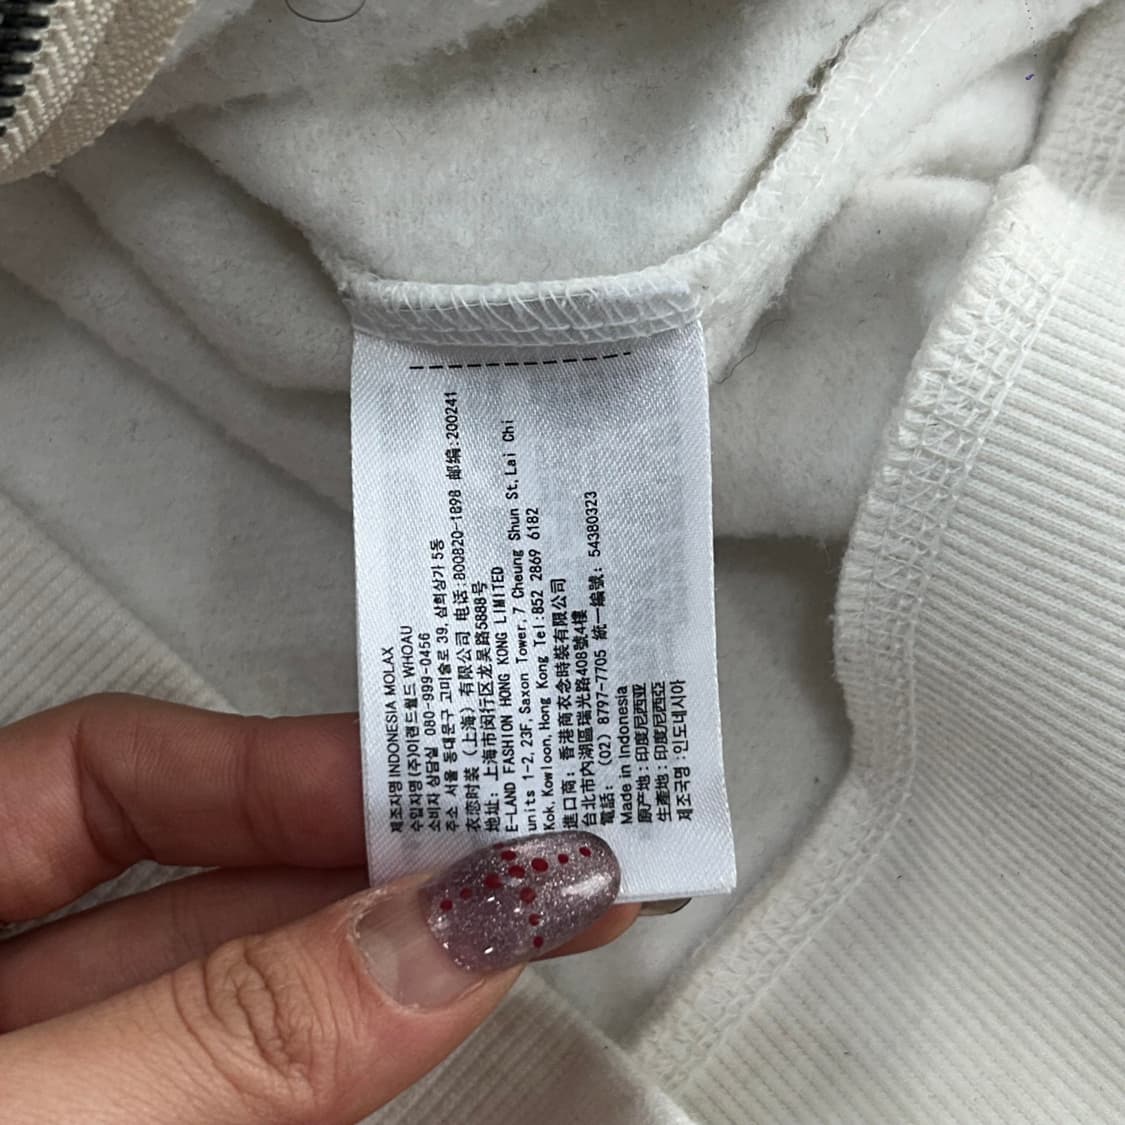 제조자명 INDONESIA MOLAX
수입자명 (주)이랜드월드 WHOAU
소비자 상담실 080-999-0456
주소 서울 동대문구 고미술로 39, 삼희상가 5동
衣恋时装（上海）有限公司 电话:800820-1898 邮编:200241
地址: 上海市闵行区龙吴路5888号
E-LAND FASHION HONG KONG LIMITED
units 1-2, 23F, Saxon Tower, 7 Cheung Shun St, Lai Chi
Kok, Kowloon, Hong Kong Tel:852 2869 6182
進口商: 香港商衣念時裝有限公司
台北市內湖區瑞光路408號4樓
電話: (02) 8797-7705 統一編號: 54380323
Made in Indonesia
原产地:印度尼西亚
生產地:印度尼西亞
제조국명:인도네시아